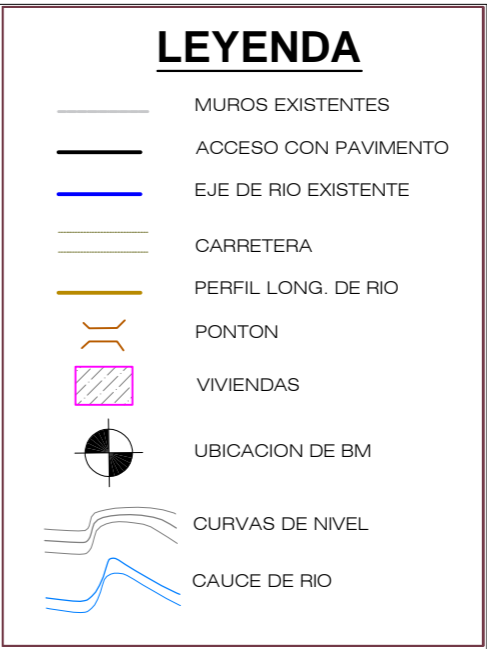 LEYENDA
MUROS EXISTENTES
ACCESO CON PAVIMENTO
EJE DE RIO EXISTENTE
CARRETERA
PERFIL LONG. DE RIO
PONTON
VIVIENDAS
UBICACION DE BM
CURVAS DE NIVEL
CAUCE DE RIO